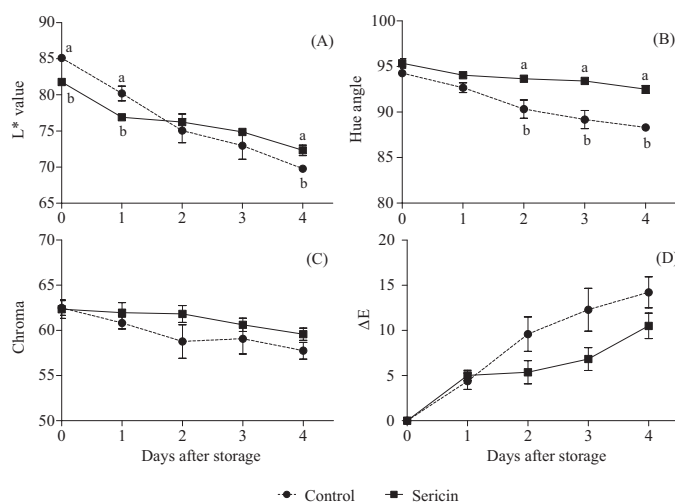 (A)
L* value
90
85
80
75
70
65
a
b
a
b
a
b
0 1 2 3 4
(B)
Hue angle
100
95
90
85
80
a
b
a
b
a
b
0 1 2 3 4
(C)
Chroma
70
65
60
55
50
0 1 2 3 4
Days after storage
(D)
ΔE
20
15
10
5
0
0 1 2 3 4
Days after storage
Control Sericin